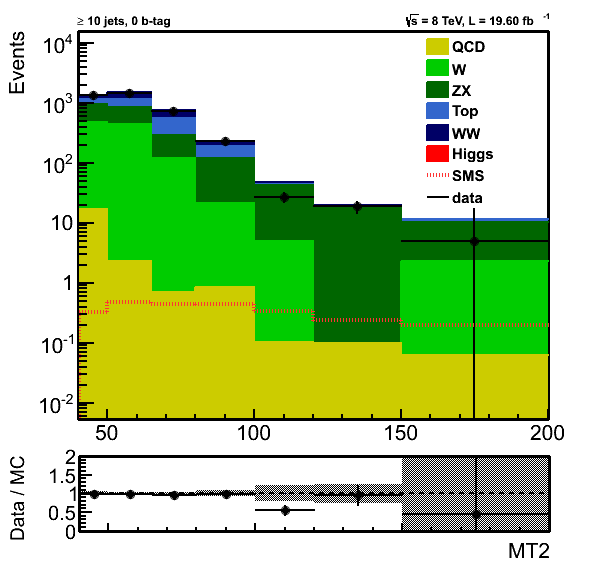 ≥ 10 jets, 0 b-tag
√s = 8 TeV, L = 19.60 fb⁻¹
Events
10⁴
10³
10²
10
1
10⁻¹
10⁻²
QCD
W
ZX
Top
WW
Higgs
SMS
data
50 100 150 200
Data / MC
2
1.5
1
0.5
0
MT2